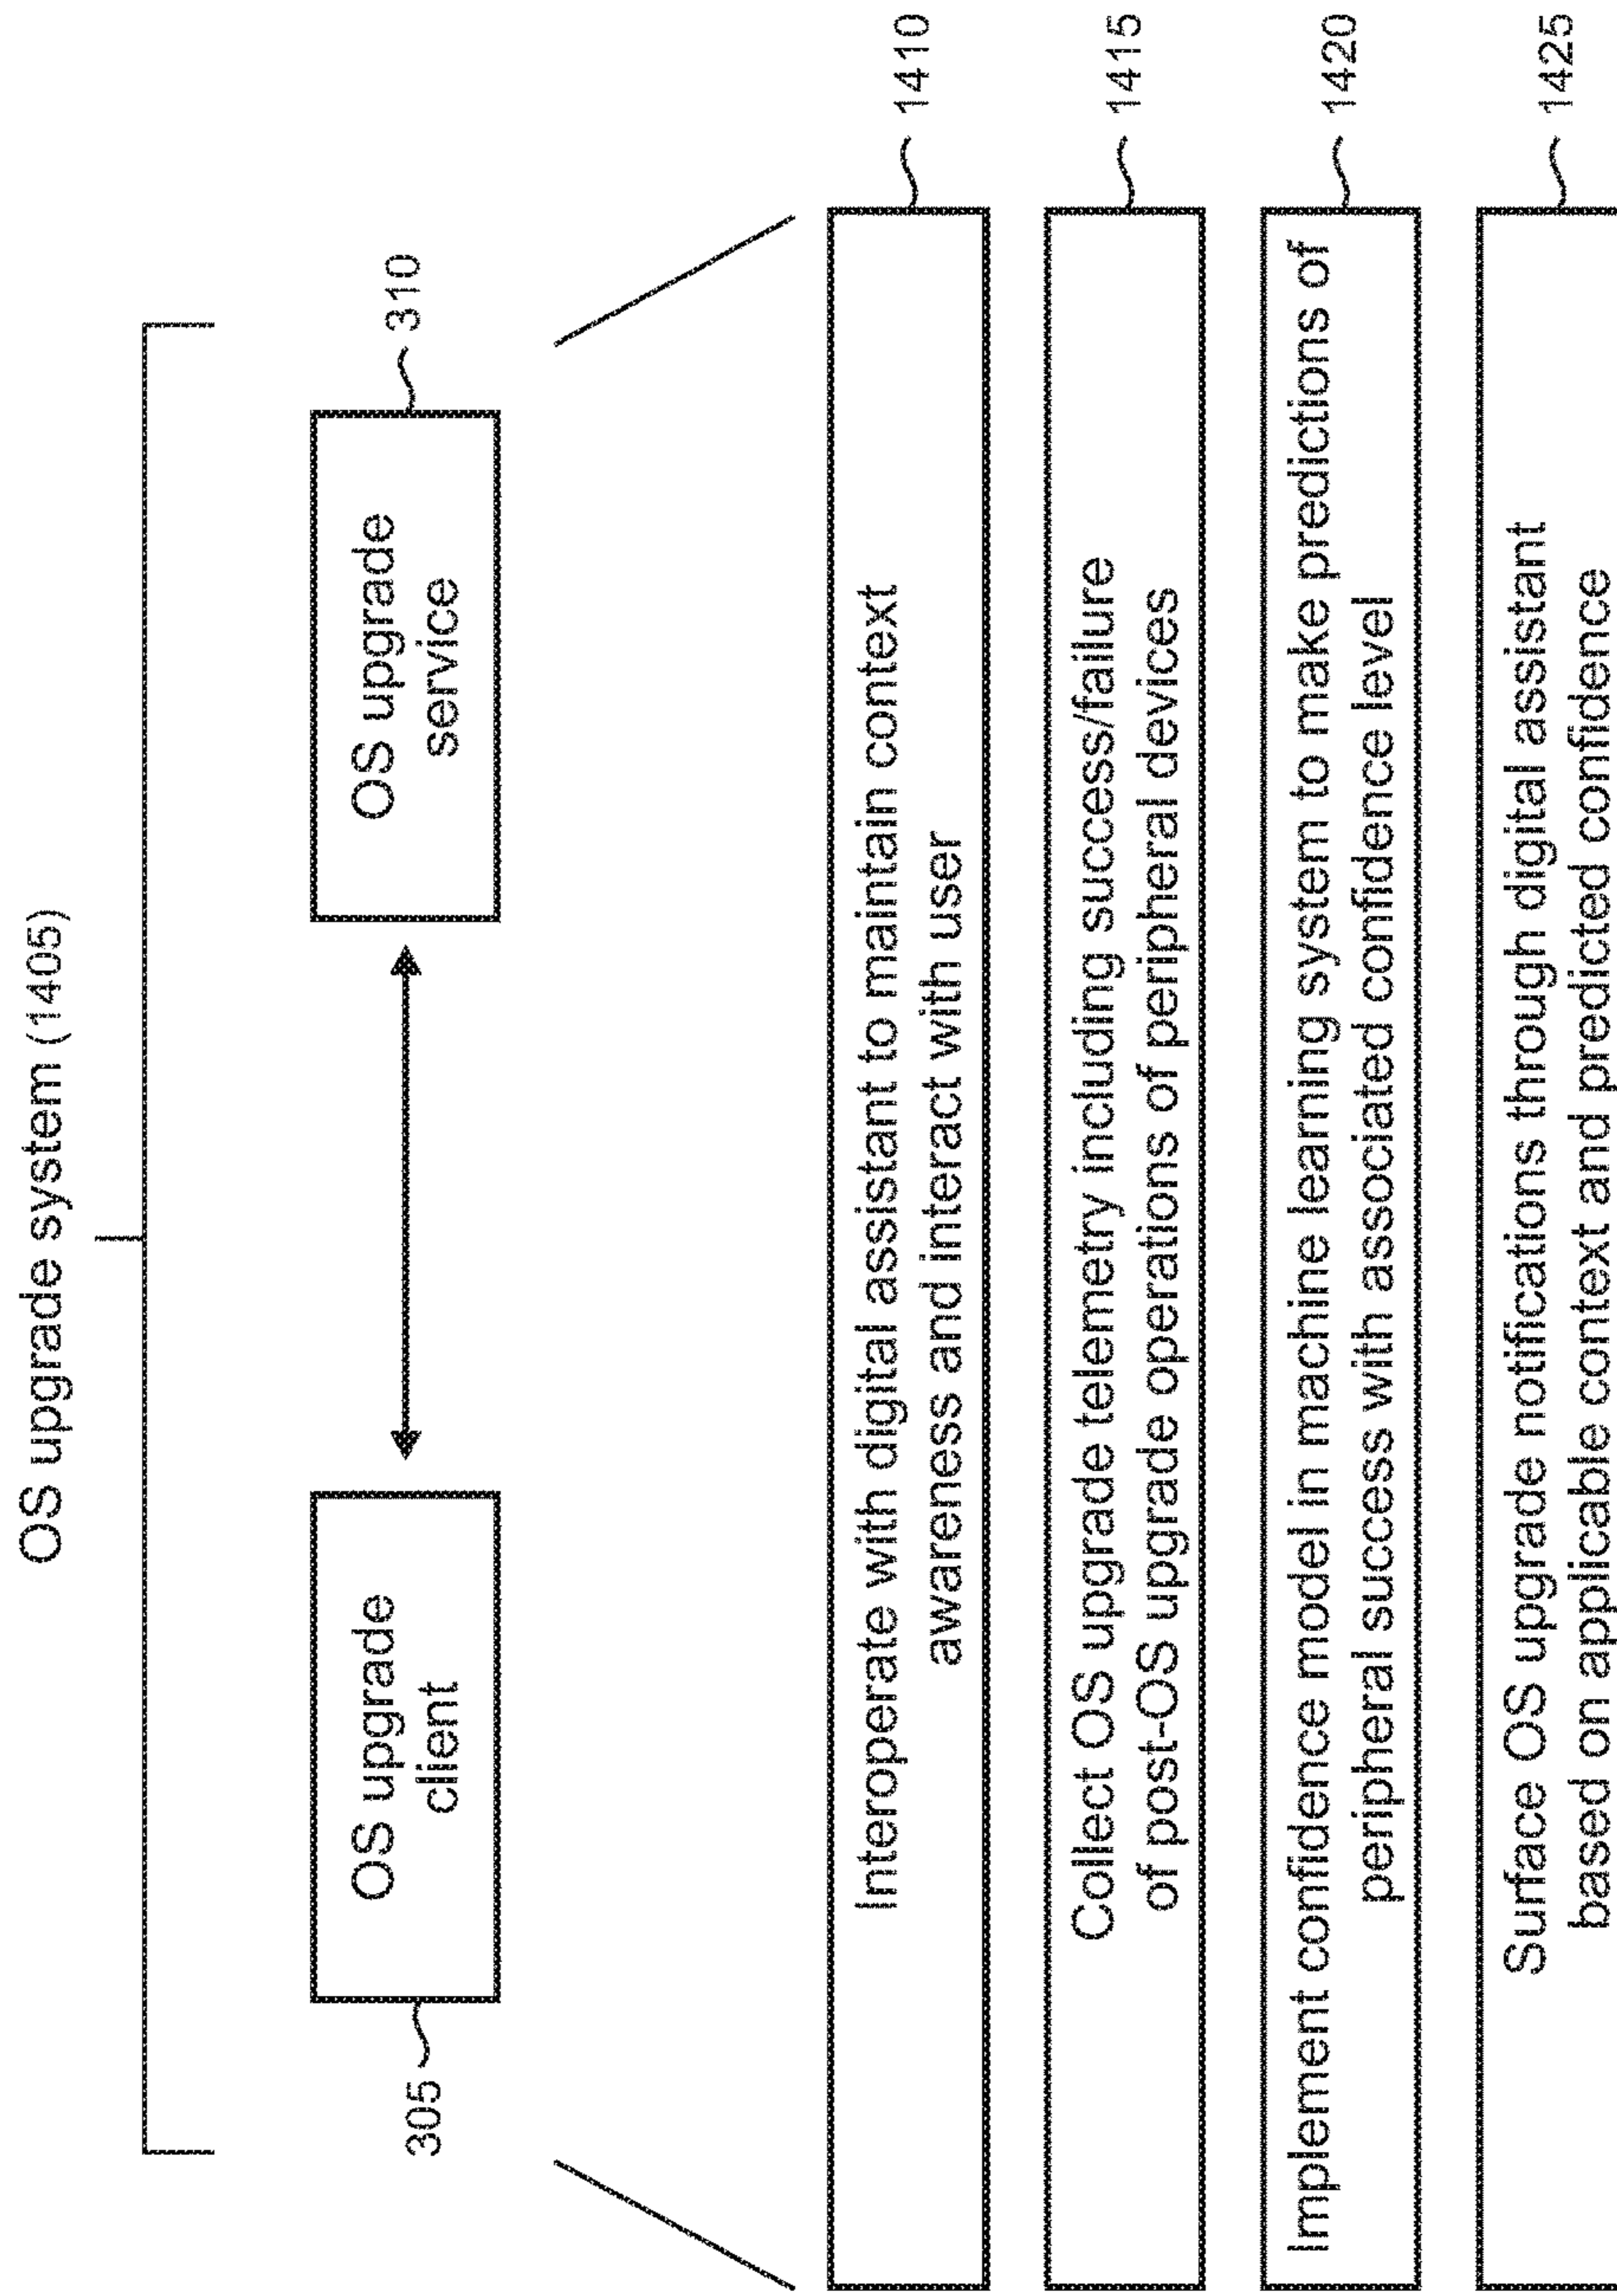 OS upgrade system (1405)
OS upgrade
client
305
OS upgrade
service
310
Interoperate with digital assistant to maintain context
awareness and interact with user
1410
Collect OS upgrade telemetry including success/failure
of post-OS upgrade operations of peripheral devices
1415
Implement confidence model in machine learning system to make predictions of
peripheral success with associated confidence level
1420
Surface OS upgrade notifications through digital assistant
based on applicable context and predicted confidence
1425